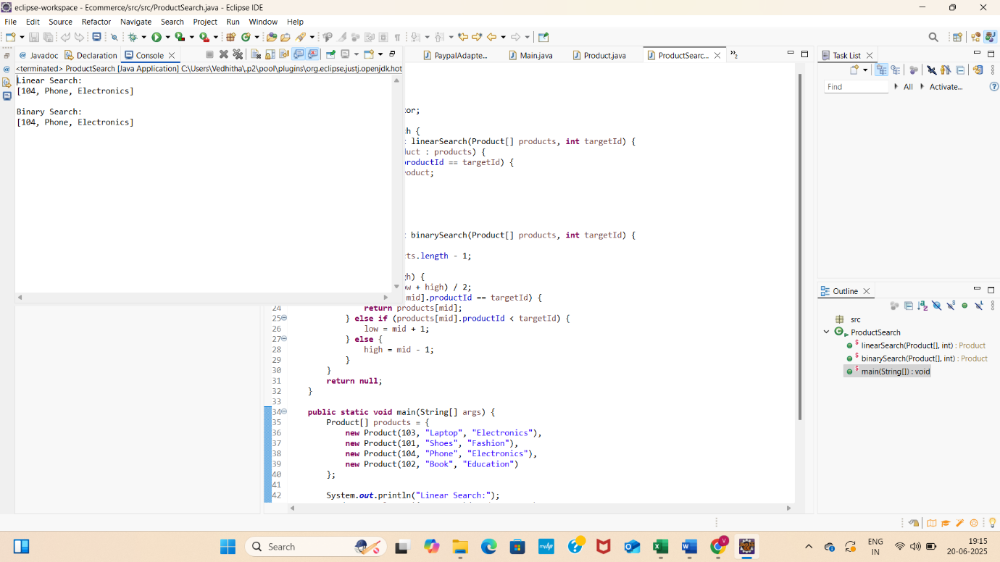 eclipse-workspace - Ecommerce/src/src/ProductSearch.java - Eclipse IDE
File Edit Source Refactor Navigate Search Project Run Window Help
Javadoc Declaration Console
PaypalAdapte... Main.java Product.java ProductSearc... »2
Task List
<terminated> ProductSearch [Java Application] C:\Users\Vedhitha\.p2\pool\plugins\org.eclipse.justj.openjdk.hot
Linear Search:
[104, Phone, Electronics]
Binary Search:
[104, Phone, Electronics]
Find All Activate...
tor;
:h {
linearSearch(Product[] products, int targetId) {
duct : products) {
productId == targetId) {
oduct;
binarySearch(Product[] products, int targetId) {
:ts.length - 1;
gh) {
ow + high) / 2;
mid].productId == targetId) {
24 return products[mid];
25 } else if (products[mid].productId < targetId) {
26 low = mid + 1;
27 } else {
28 high = mid - 1;
29 }
30 }
31 return null;
32 }
33
34 public static void main(String[] args) {
35 Product[] products = {
36 new Product(103, "Laptop", "Electronics"),
37 new Product(101, "Shoes", "Fashion"),
38 new Product(104, "Phone", "Electronics"),
39 new Product(102, "Book", "Education")
40 };
41
42 System.out.println("Linear Search:");
Outline
src
ProductSearch
linearSearch(Product[], int) : Product
binarySearch(Product[], int) : Product
main(String[]) : void
Search
ENG
IN
19:15
20-06-2025